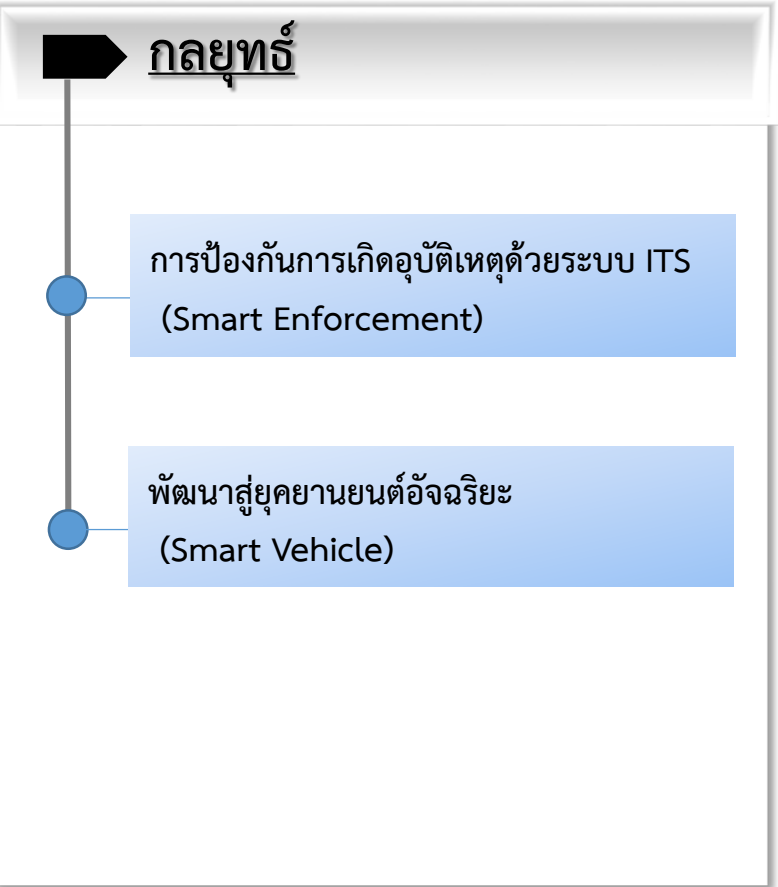 กลยุทธ์
การป้องกันการเกิดอุบัติเหตุด้วยระบบ ITS
(Smart Enforcement)
พัฒนาสู่ยุคยานยนต์อัจฉริยะ
(Smart Vehicle)